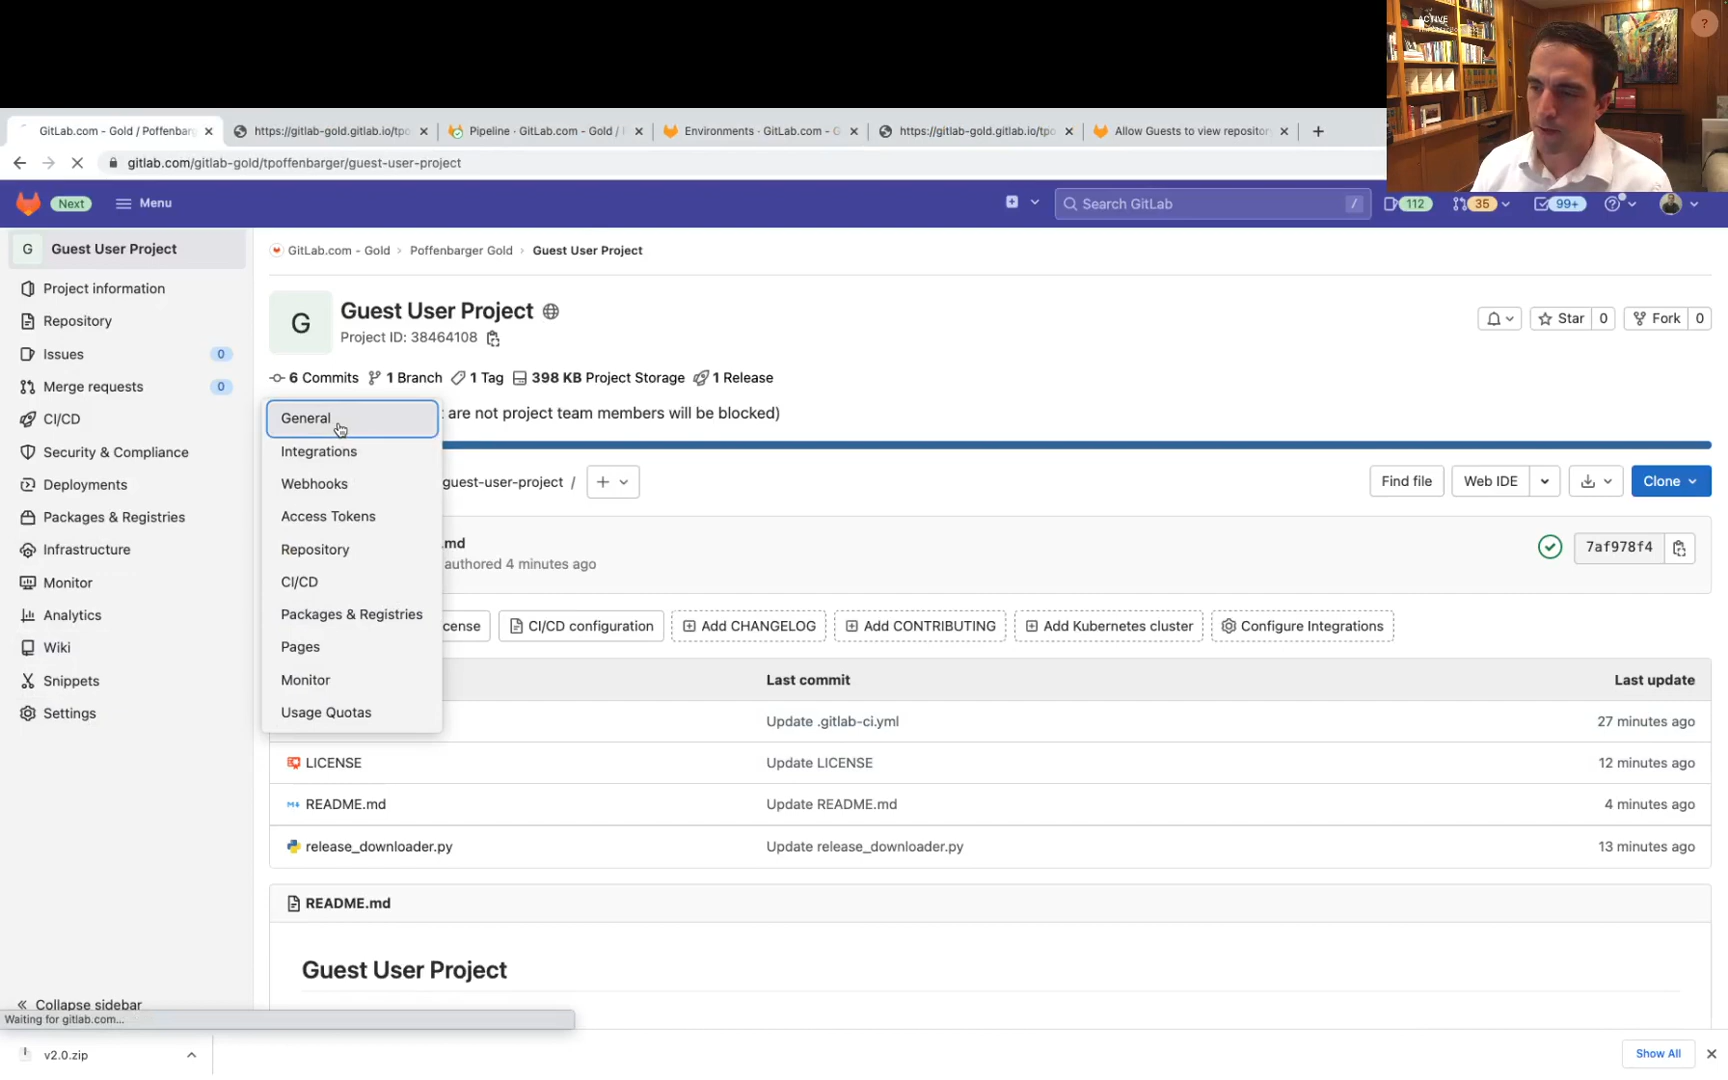 ACTIVE
?
GitLab.com - Gold / Poffenbarg
https://gitlab-gold.gitlab.io/tpo
Pipeline · GitLab.com - Gold /
Environments · GitLab.com - G
https://gitlab-gold.gitlab.io/tpo
Allow Guests to view repository
gitlab.com/gitlab-gold/tpoffenbarger/guest-user-project
Next
Menu
Search GitLab
/
112
35
99+
G
Guest User Project
Project information
Repository
Issues
0
Merge requests
0
CI/CD
Security & Compliance
Deployments
Packages & Registries
Infrastructure
Monitor
Analytics
Wiki
Snippets
Settings
Collapse sidebar
Waiting for gitlab.com...
GitLab.com - Gold › Poffenbarger Gold › Guest User Project
G
Guest User Project
Project ID: 38464108
Star
0
Fork
0
6 Commits
1 Branch
1 Tag
398 KB Project Storage
1 Release
are not project team members will be blocked)
General
Integrations
Webhooks
Access Tokens
Repository
CI/CD
Packages & Registries
Pages
Monitor
Usage Quotas
guest-user-project /
Find file
Web IDE
Clone
.md
authored 4 minutes ago
7af978f4
CI/CD configuration
Add CHANGELOG
Add CONTRIBUTING
Add Kubernetes cluster
Configure Integrations
Last commit
Last update
Update .gitlab-ci.yml
27 minutes ago
LICENSE
Update LICENSE
12 minutes ago
README.md
Update README.md
4 minutes ago
release_downloader.py
Update release_downloader.py
13 minutes ago
README.md
Guest User Project
v2.0.zip
Show All